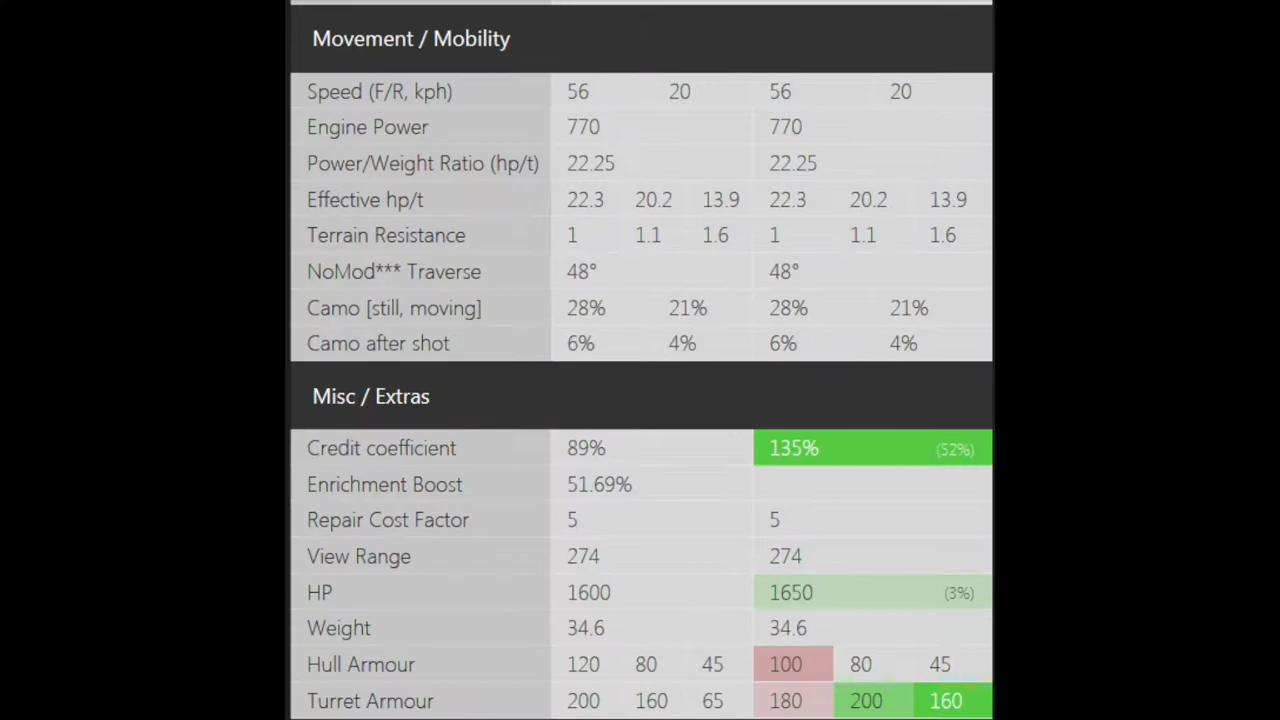 Movement / Mobility
Speed (F/R, kph) 56 20 56 20
Engine Power 770 770
Power/Weight Ratio (hp/t) 22.25 22.25
Effective hp/t 22.3 20.2 13.9 22.3 20.2 13.9
Terrain Resistance 1 1.1 1.6 1 1.1 1.6
NoMod*** Traverse 48° 48°
Camo [still, moving] 28% 21% 28% 21%
Camo after shot 6% 4% 6% 4%
Misc / Extras
Credit coefficient 89% 135% (52%)
Enrichment Boost 51.69%
Repair Cost Factor 5 5
View Range 274 274
HP 1600 1650 (3%)
Weight 34.6 34.6
Hull Armour 120 80 45 100 80 45
Turret Armour 200 160 65 180 200 160